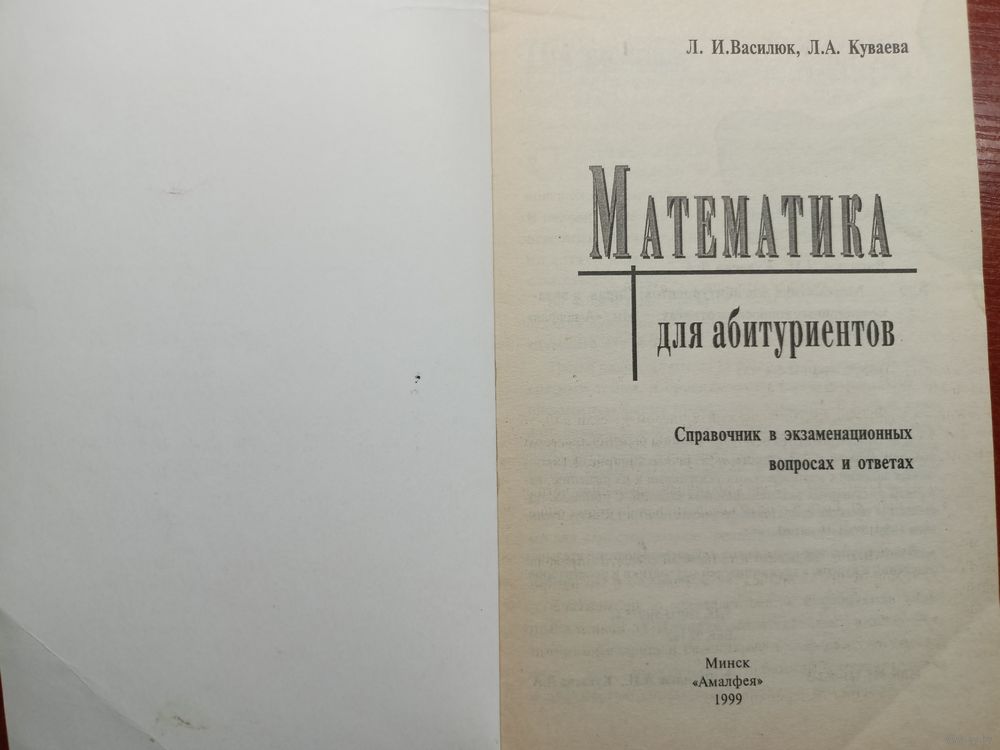 Л. И.Василюк, Л.А. Куваева
Математика
для абитуриентов
Справочник в экзаменационных
вопросах и ответах
Минск
«Амалфея»
1999